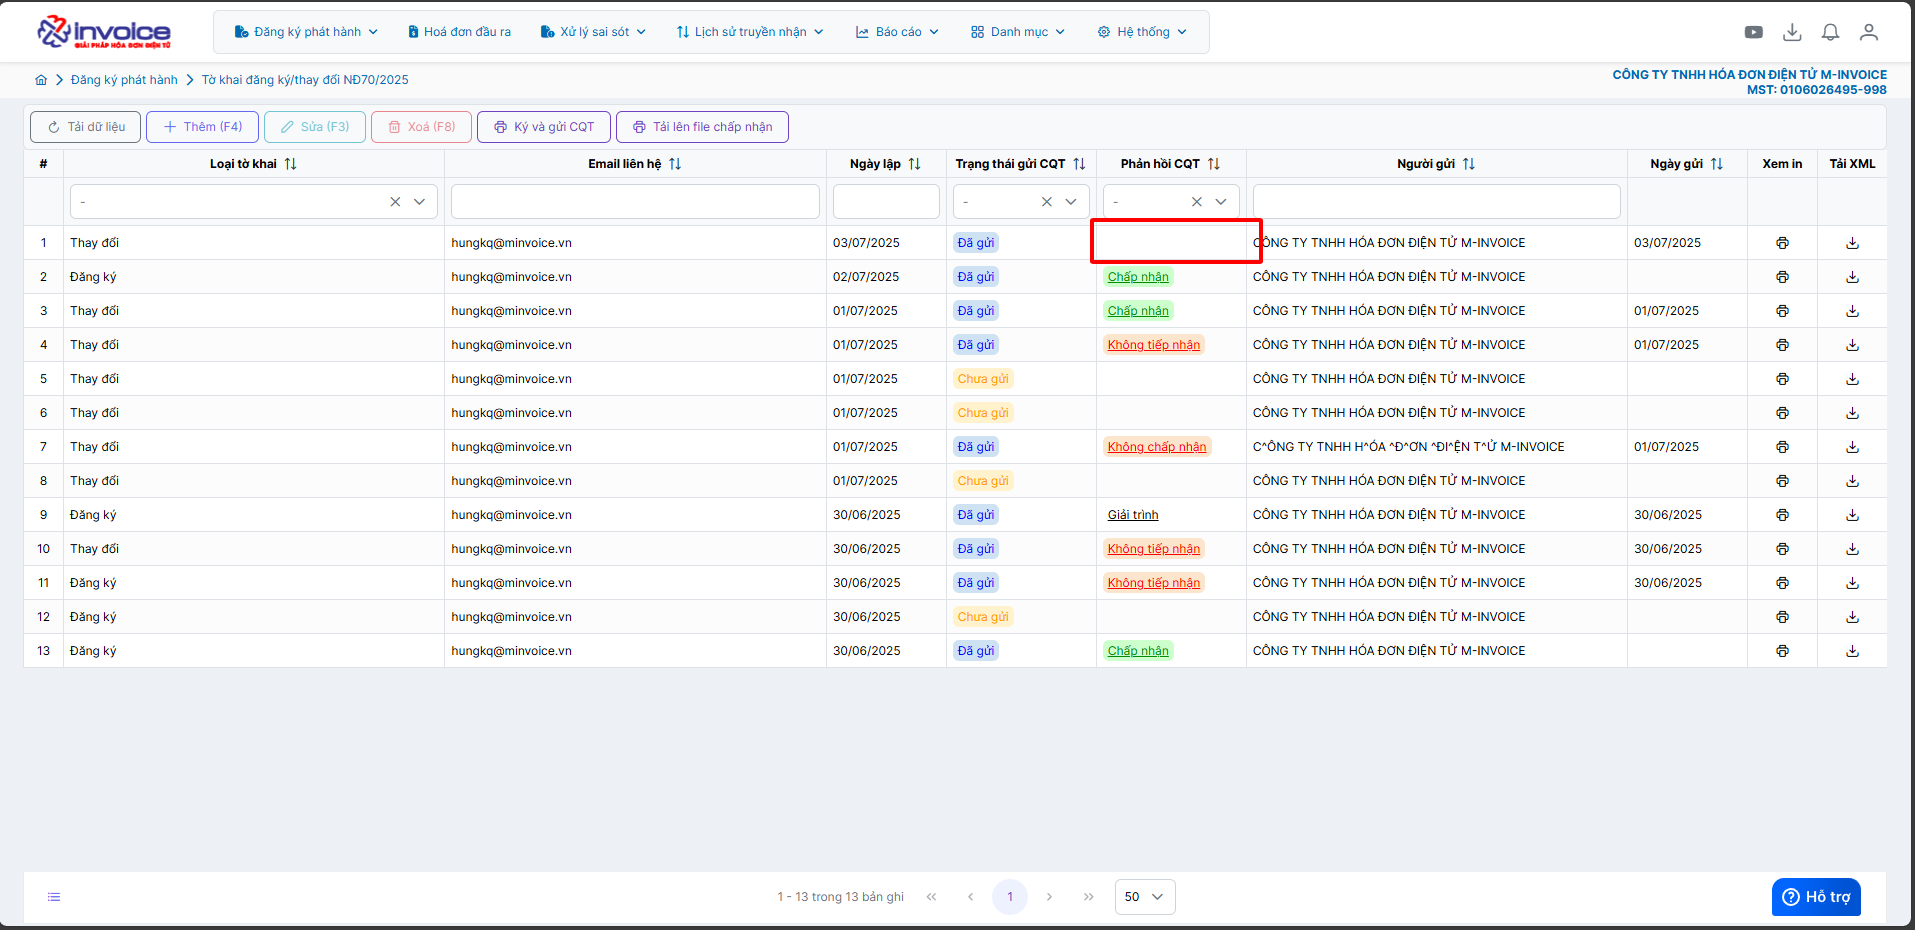 invoice
GIẢI PHÁP HÓA ĐƠN ĐIỆN TỬ
Đăng ký phát hành Hoá đơn đầu ra Xử lý sai sót Lịch sử truyền nhận Báo cáo Danh mục Hệ thống
Đăng ký phát hành Tờ khai đăng ký/thay đổi NĐ70/2025
CÔNG TY TNHH HÓA ĐƠN ĐIỆN TỬ M-INVOICE
MST: 0106026495-998
Tải dữ liệu Thêm (F4) Sửa (F3) Xoá (F8) Ký và gửi CQT Tải lên file chấp nhận
# Loại tờ khai Email liên hệ Ngày lập Trạng thái gửi CQT Phản hồi CQT Người gửi Ngày gửi Xem in Tải XML
- - -
1 Thay đổi hungkq@minvoice.vn 03/07/2025 Đã gửi CÔNG TY TNHH HÓA ĐƠN ĐIỆN TỬ M-INVOICE 03/07/2025
2 Đăng ký hungkq@minvoice.vn 02/07/2025 Đã gửi Chấp nhận CÔNG TY TNHH HÓA ĐƠN ĐIỆN TỬ M-INVOICE
3 Thay đổi hungkq@minvoice.vn 01/07/2025 Đã gửi Chấp nhận CÔNG TY TNHH HÓA ĐƠN ĐIỆN TỬ M-INVOICE 01/07/2025
4 Thay đổi hungkq@minvoice.vn 01/07/2025 Đã gửi Không tiếp nhận CÔNG TY TNHH HÓA ĐƠN ĐIỆN TỬ M-INVOICE 01/07/2025
5 Thay đổi hungkq@minvoice.vn 01/07/2025 Chưa gửi CÔNG TY TNHH HÓA ĐƠN ĐIỆN TỬ M-INVOICE
6 Thay đổi hungkq@minvoice.vn 01/07/2025 Chưa gửi CÔNG TY TNHH HÓA ĐƠN ĐIỆN TỬ M-INVOICE
7 Thay đổi hungkq@minvoice.vn 01/07/2025 Đã gửi Không chấp nhận C^ÔNG TY TNHH H^ÓA ^Đ^ƠN ^ĐI^ỆN T^Ử M-INVOICE 01/07/2025
8 Thay đổi hungkq@minvoice.vn 01/07/2025 Chưa gửi CÔNG TY TNHH HÓA ĐƠN ĐIỆN TỬ M-INVOICE
9 Đăng ký hungkq@minvoice.vn 30/06/2025 Đã gửi Giải trình CÔNG TY TNHH HÓA ĐƠN ĐIỆN TỬ M-INVOICE 30/06/2025
10 Thay đổi hungkq@minvoice.vn 30/06/2025 Đã gửi Không tiếp nhận CÔNG TY TNHH HÓA ĐƠN ĐIỆN TỬ M-INVOICE 30/06/2025
11 Đăng ký hungkq@minvoice.vn 30/06/2025 Đã gửi Không tiếp nhận CÔNG TY TNHH HÓA ĐƠN ĐIỆN TỬ M-INVOICE 30/06/2025
12 Đăng ký hungkq@minvoice.vn 30/06/2025 Chưa gửi CÔNG TY TNHH HÓA ĐƠN ĐIỆN TỬ M-INVOICE
13 Đăng ký hungkq@minvoice.vn 30/06/2025 Đã gửi Chấp nhận CÔNG TY TNHH HÓA ĐƠN ĐIỆN TỬ M-INVOICE
1 - 13 trong 13 bản ghi 1 50 Hỗ trợ